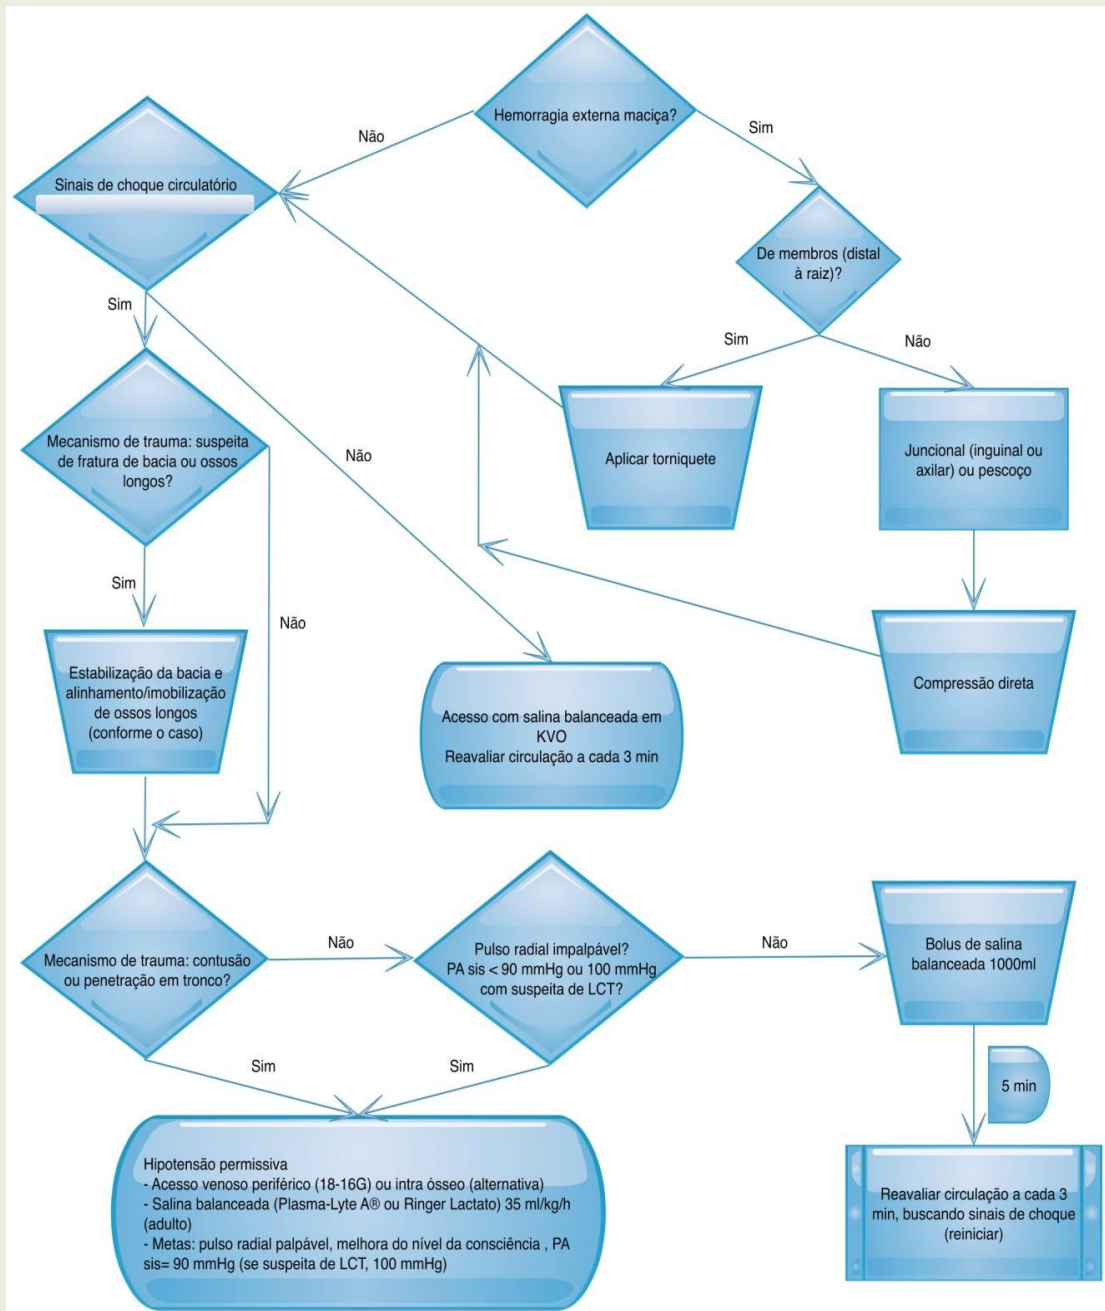 Hemorragia externa maciça?
Não
Sim
Sinais de choque circulatório
De membros (distal
à raiz)?
Sim
Sim
Não
Mecanismo de trauma: suspeita
de fratura de bacia ou ossos
longos?
Não
Aplicar torniquete
Juncional (inguinal ou
axilar) ou pescoço
Sim
Não
Estabilização da bacia e
alinhamento/imobilização
de ossos longos
(conforme o caso)
Acesso com salina balanceada em
KVO
Reavaliar circulação a cada 3 min
Compressão direta
Mecanismo de trauma: contusão
ou penetração em tronco?
Não
Pulso radial impalpável?
PA sis < 90 mmHg ou 100 mmHg
com suspeita de LCT?
Não
Bolus de salina
balanceada 1000ml
Sim
Sim
5 min
Hipotensão permissiva
- Acesso venoso periférico (18-16G) ou intra ósseo (alternativa)
- Salina balanceada (Plasma-Lyte A® ou Ringer Lactato) 35 ml/kg/h
(adulto)
- Metas: pulso radial palpável, melhora do nível da consciência , PA
sis= 90 mmHg (se suspeita de LCT, 100 mmHg)
Reavaliar circulação a cada 3
min, buscando sinais de choque
(reiniciar)